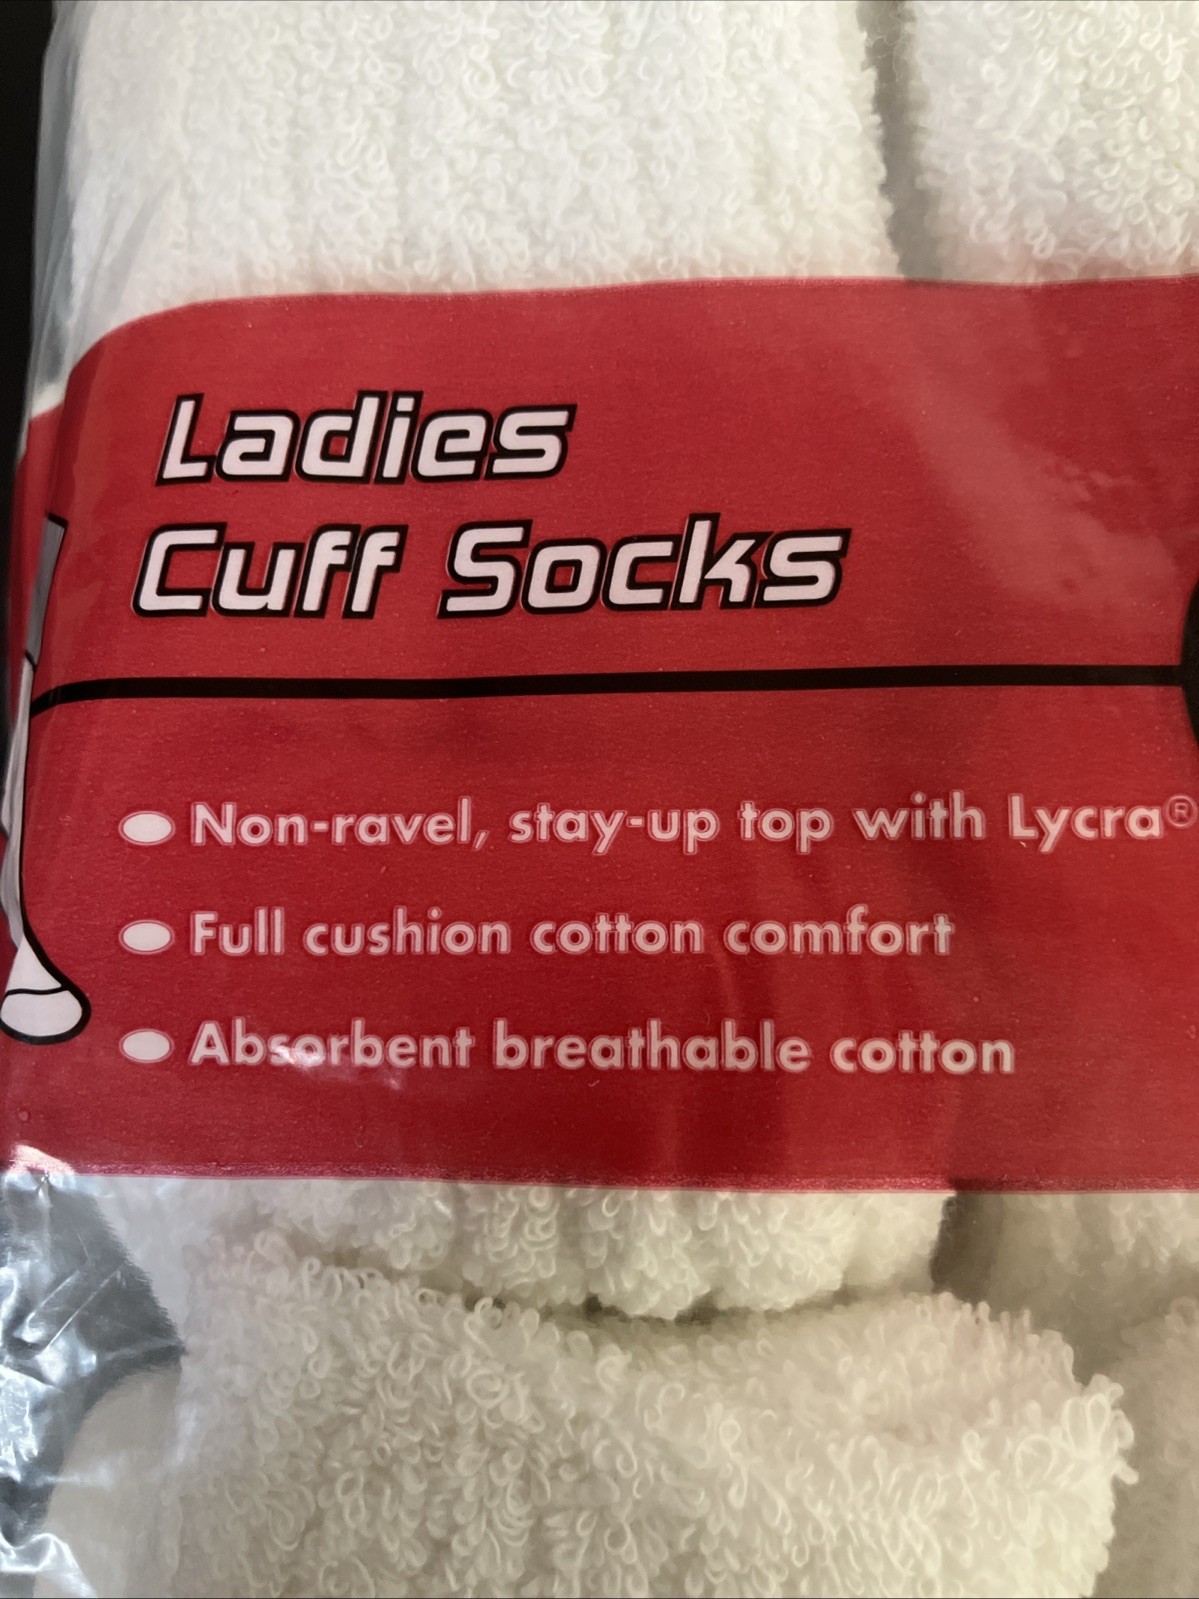 Ladies
Cuff Socks
Non-ravel, stay-up top with Lycra®
Full cushion cotton comfort
Absorbent breathable cotton